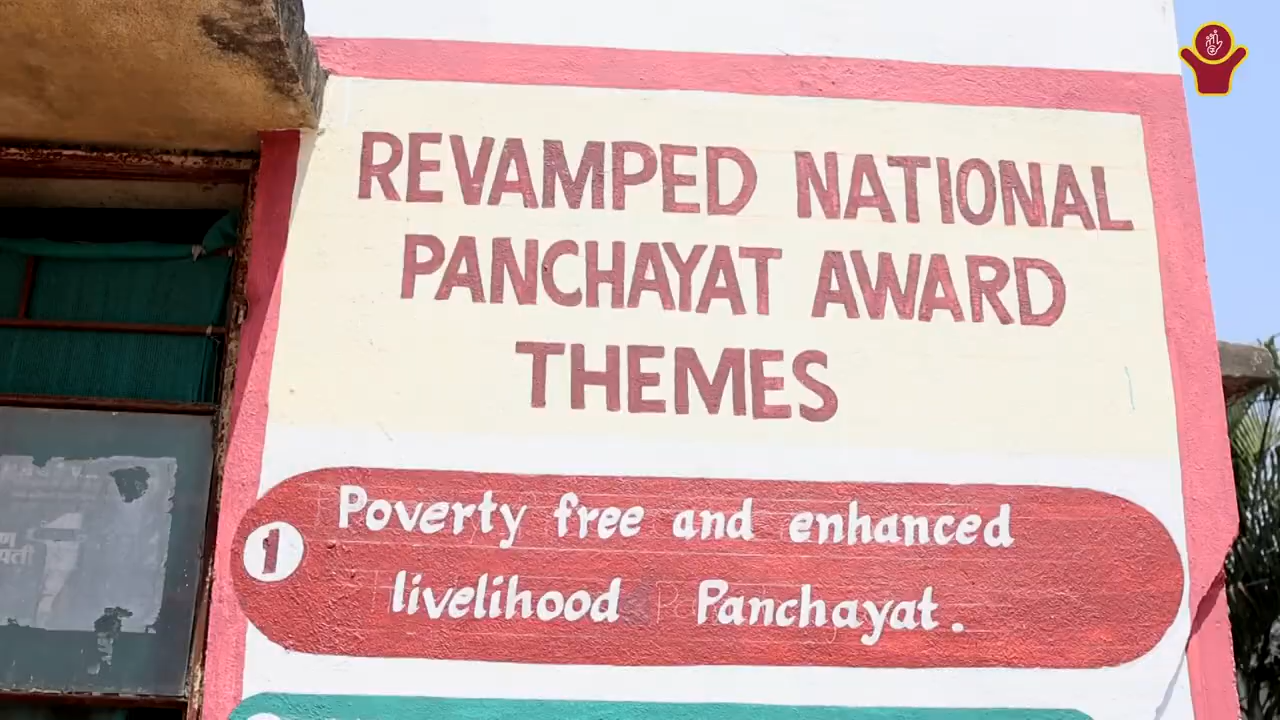 REVAMPED NATIONAL
PANCHAYAT AWARD
THEMES
1
Poverty free and enhanced
livelihood Panchayat.